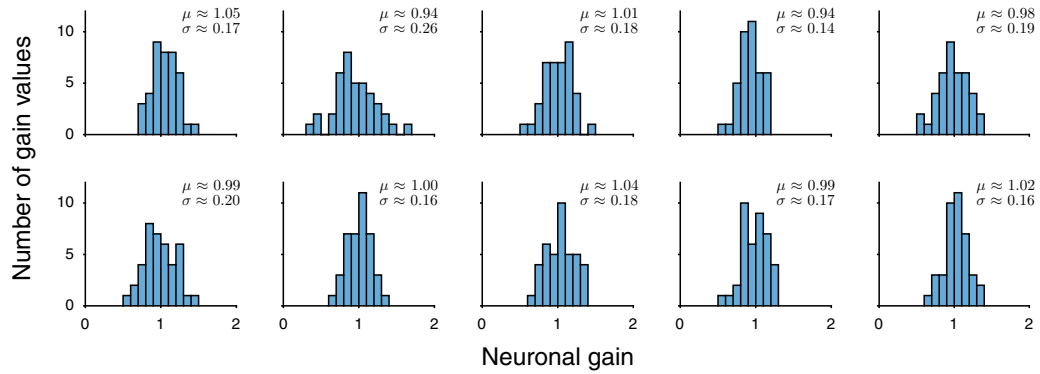 μ ≈ 1.05
σ ≈ 0.17
μ ≈ 0.94
σ ≈ 0.26
μ ≈ 1.01
σ ≈ 0.18
μ ≈ 0.94
σ ≈ 0.14
μ ≈ 0.98
σ ≈ 0.19
10
5
0
0 1 2
0 1 2
0 1 2
Number of gain values
μ ≈ 0.99
σ ≈ 0.20
μ ≈ 1.00
σ ≈ 0.16
μ ≈ 1.04
σ ≈ 0.18
μ ≈ 0.99
σ ≈ 0.17
μ ≈ 1.02
σ ≈ 0.16
10
5
0
0 1 2
0 1 2
Neuronal gain